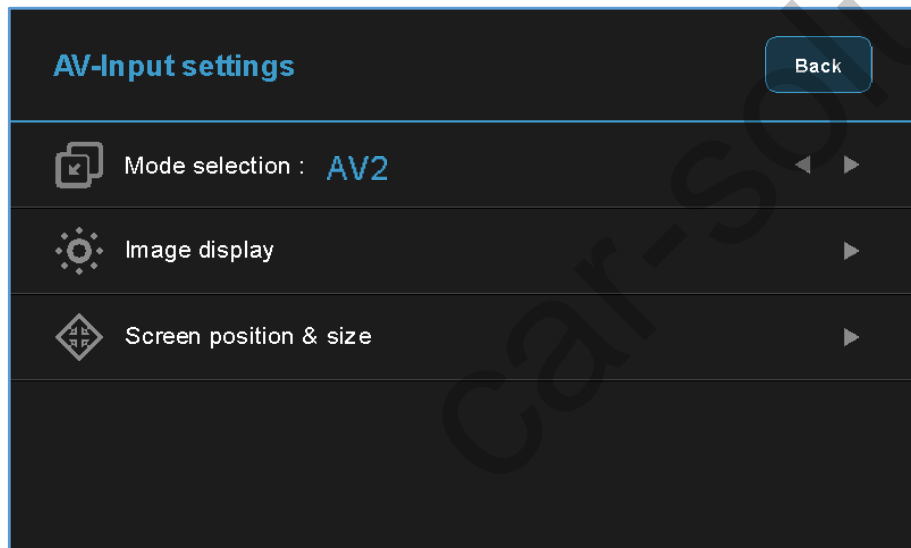 AV-Input settings
Back
Mode selection : AV2
Image display
Screen position & size